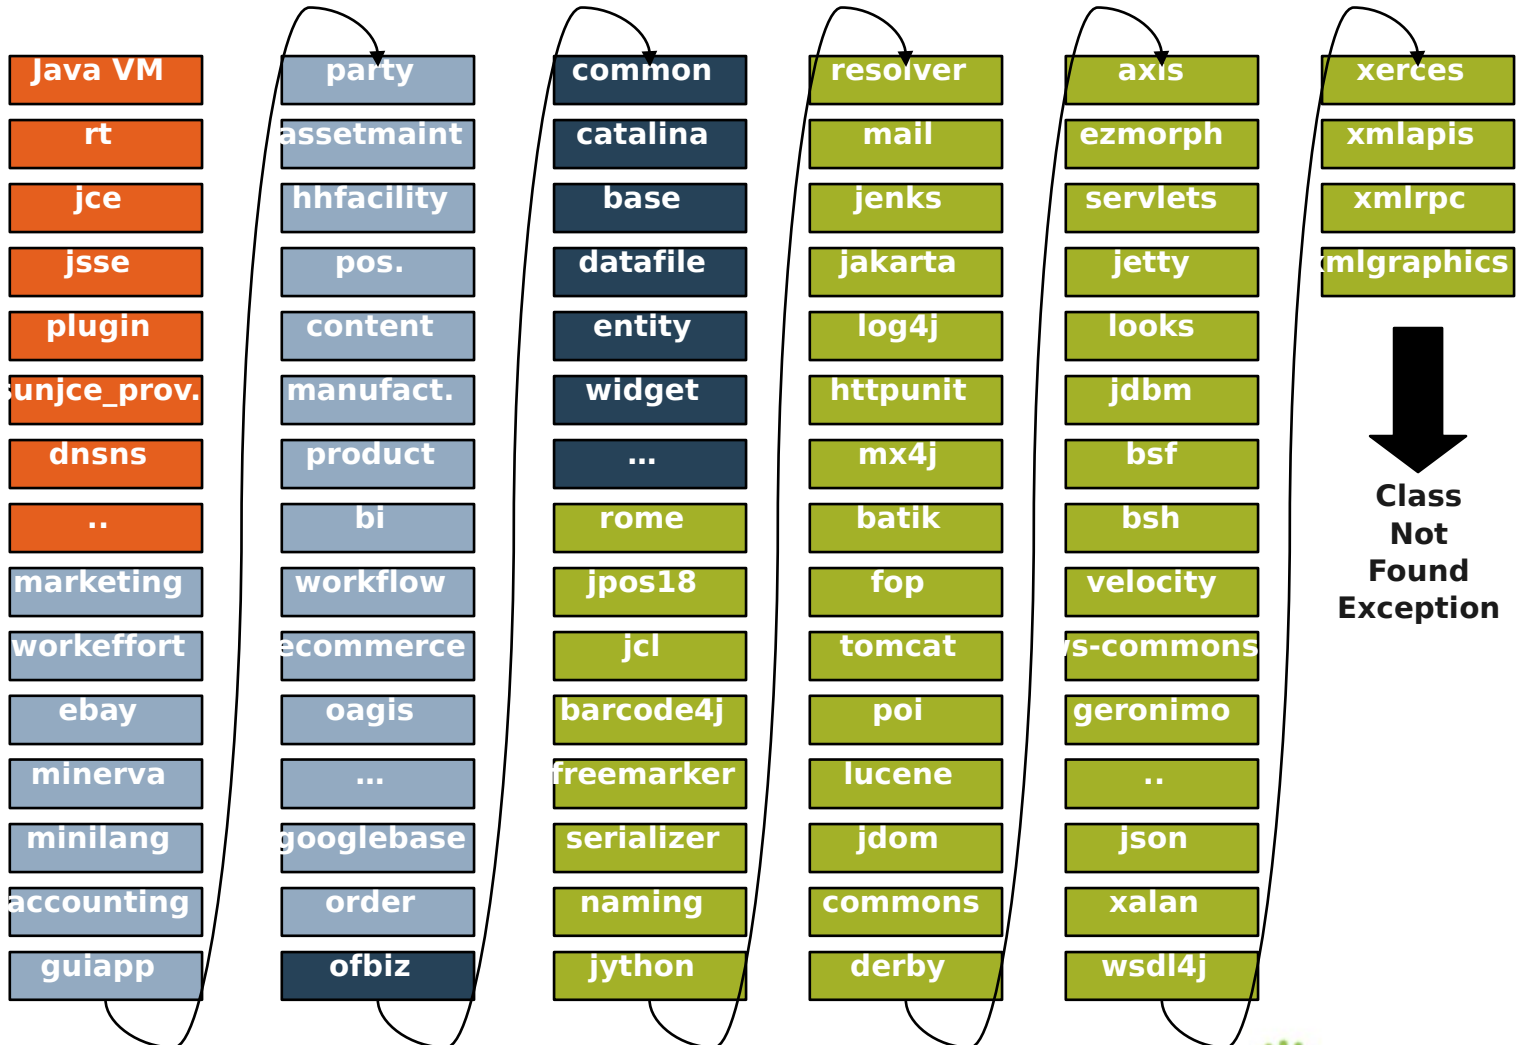 Java VM
rt
jce
jsse
plugin
sunjce_prov.
dnsns
..
marketing
workeffort
ebay
minerva
minilang
accounting
guiapp
party
assetmaint
hhfacility
pos.
content
manufact.
product
bi
workflow
ecommerce
oagis
...
googlebase
order
ofbiz
common
catalina
base
datafile
entity
widget
...
rome
jpos18
jcl
barcode4j
freemarker
serializer
naming
jython
resolver
mail
jenks
jakarta
log4j
httpunit
mx4j
batik
fop
tomcat
poi
lucene
jdom
commons
derby
axis
ezmorph
servlets
jetty
looks
jdbm
bsf
bsh
velocity
ws-commons
geronimo
..
json
xalan
wsdl4j
xerces
xmlapis
xmlrpc
xmlgraphics
Class
Not
Found
Exception